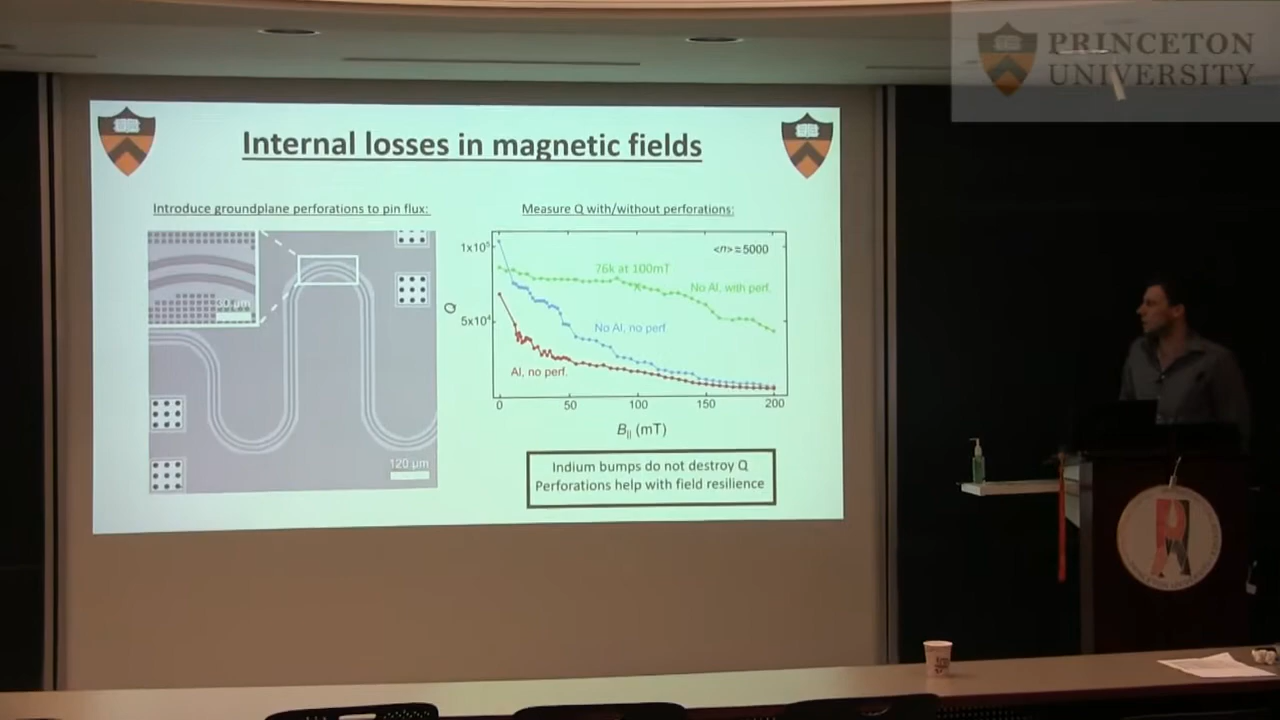 PRINCETON
UNIVERSITY
Internal losses in magnetic fields
Introduce groundplane perforations to pin flux:
Measure Q with/without perforations:
120 μm
1x10⁵
5x10⁴
Q
<n> ≈ 5000
76k at 100mT
No Al, with perf.
No Al, no perf.
Al, no perf.
0
50
100
150
200
B|| (mT)
Indium bumps do not destroy Q
Perforations help with field resilience